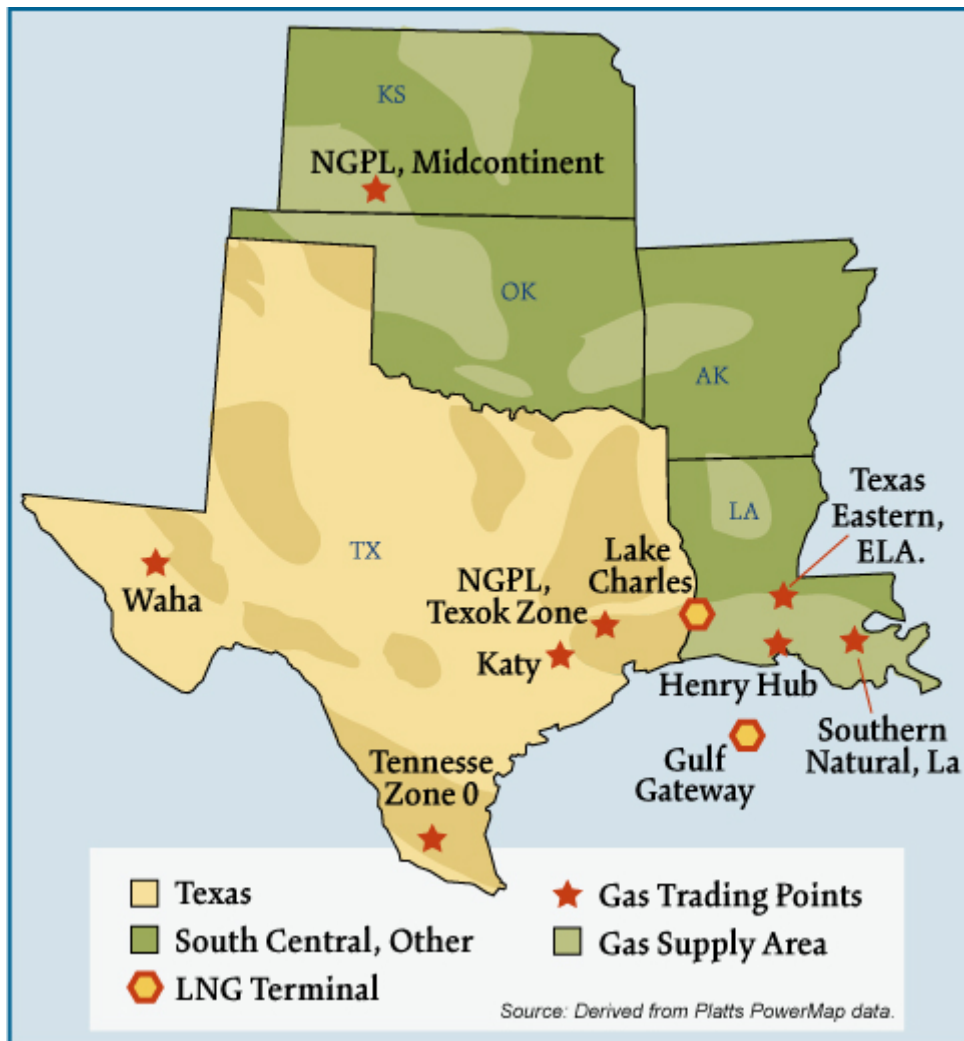 KS
NGPL, Midcontinent
OK
AK
LA
Texas
Eastern,
ELA.
TX
Lake
Charles
Waha
NGPL,
Texok Zone
Katy
Henry Hub
Southern
Natural, La
Gulf
Gateway
Tennesse
Zone 0
Texas
South Central, Other
LNG Terminal
Gas Trading Points
Gas Supply Area
Source: Derived from Platts PowerMap data.